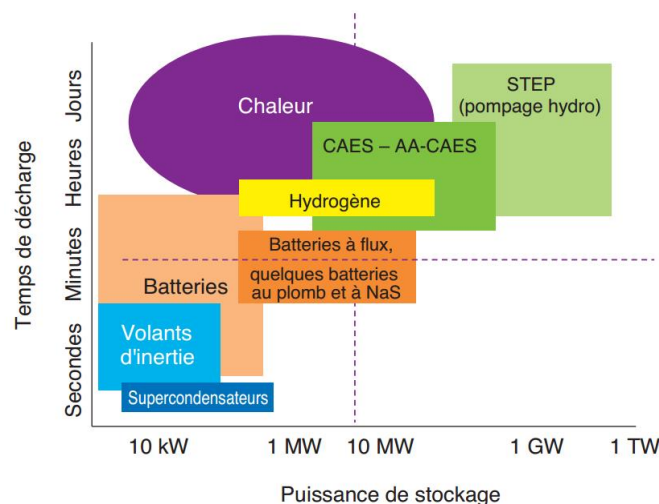 Temps de décharge
Jours
Heures
Minutes
Secondes
Chaleur
STEP
(pompage hydro)
CAES – AA-CAES
Hydrogène
Batteries à flux,
quelques batteries
au plomb et à NaS
Batteries
Volants
d'inertie
Supercondensateurs
10 kW
1 MW
10 MW
1 GW
1 TW
Puissance de stockage